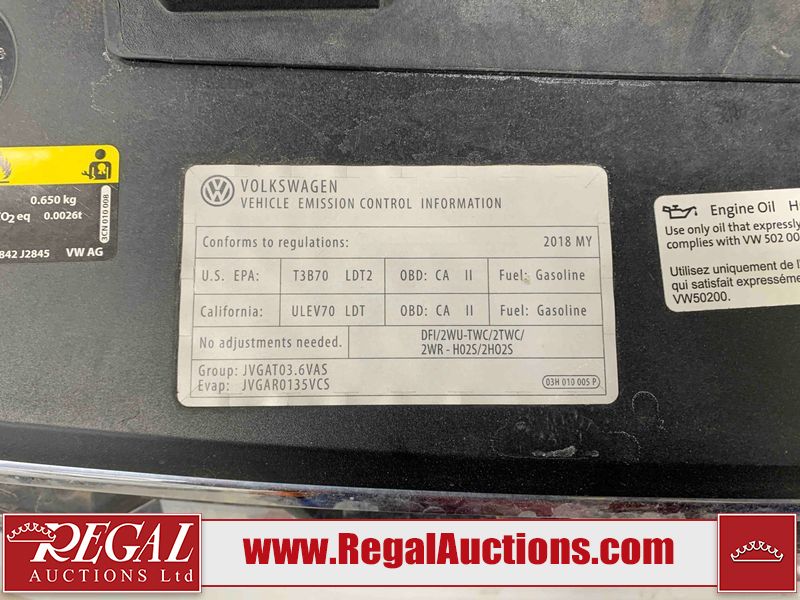 0.650 kg
O₂ eq 0.0026t
842 J2845 VW AG
3CN 010 008
VOLKSWAGEN
VEHICLE EMISSION CONTROL INFORMATION
Conforms to regulations: 2018 MY
U.S. EPA: T3B70 LDT2 OBD: CA II Fuel: Gasoline
California: ULEV70 LDT OBD: CA II Fuel: Gasoline
No adjustments needed. DFI/2WU-TWC/2TWC/
2WR - HO2S/2HO2S
Group: JVGAT03.6VAS
Evap: JVGAR0135VCS
03H 010 005 P
Engine Oil
Use only oil that expressly
complies with VW 502 00
Utilisez uniquement de l
qui satisfait expressém
VW50200.
REGAL
AUCTIONS Ltd
www.RegalAuctions.com